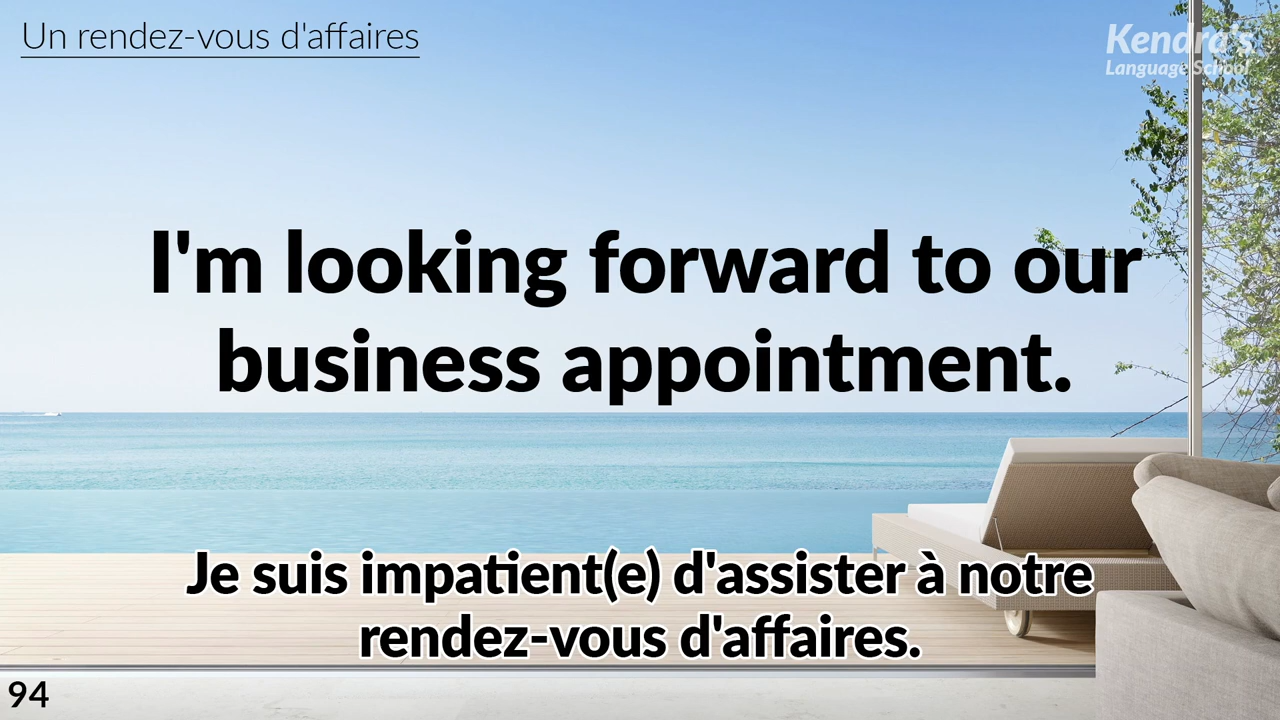 Un rendez-vous d'affaires
Kendra's
Language School
I'm looking forward to our
business appointment.
Je suis impatient(e) d'assister à notre
rendez-vous d'affaires.
94